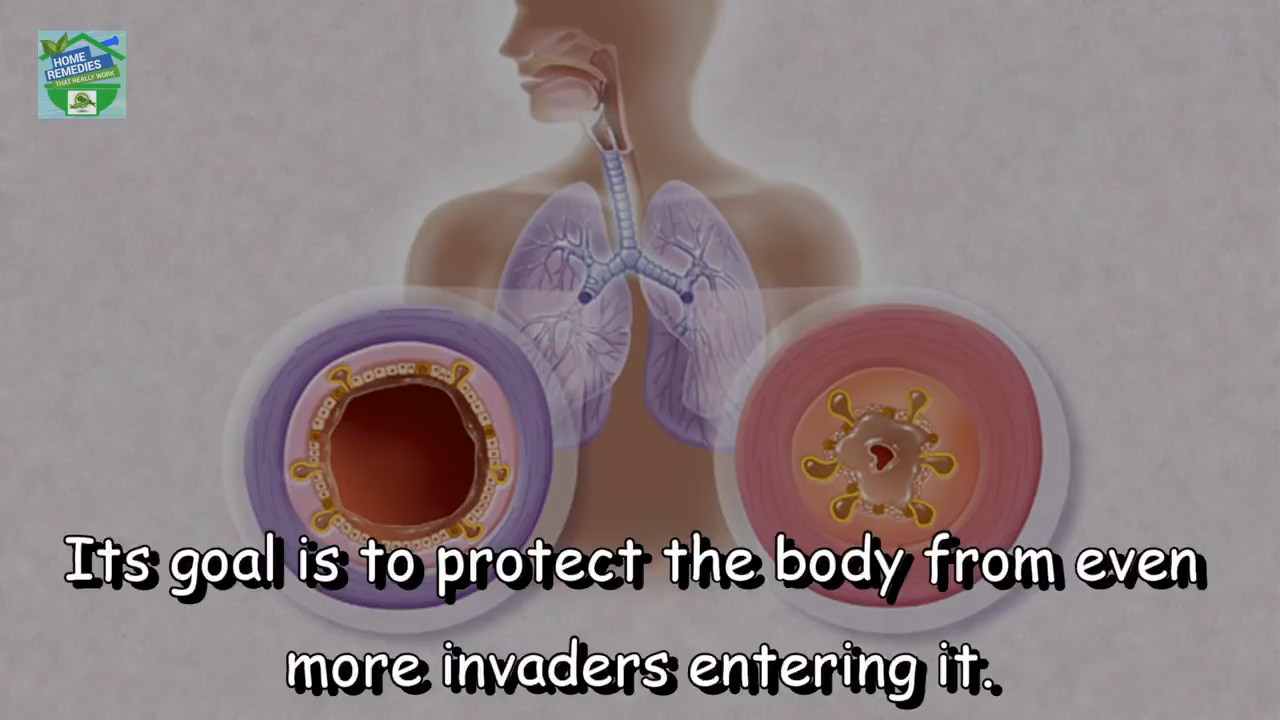 HOME
REMEDIES
THAT REALLY WORK
Its goal is to protect the body from even
more invaders entering it.